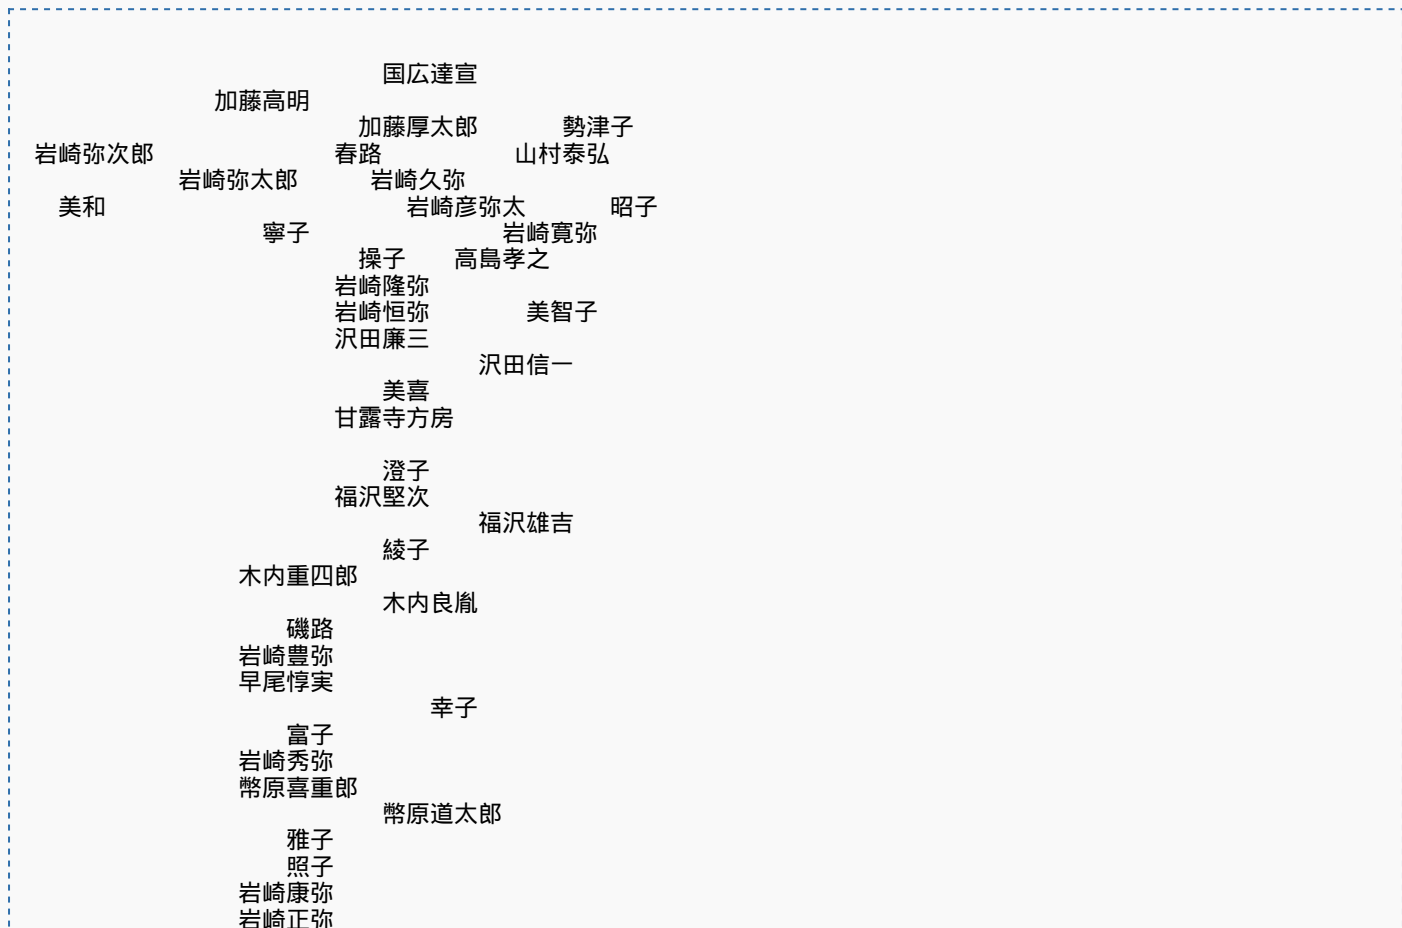 国広達宣
加藤高明
加藤厚太郎 勢津子
岩崎弥次郎 春路 山村泰弘
岩崎弥太郎 岩崎久弥
美和 岩崎彦弥太 昭子
寧子 岩崎寛弥
操子 高島孝之
岩崎隆弥
岩崎恒弥 美智子
沢田廉三
沢田信一
美喜
甘露寺方房
澄子
福沢堅次
福沢雄吉
綾子
木内重四郎
木内良胤
磯路
岩崎豊弥
早尾惇実
幸子
富子
岩崎秀弥
幣原喜重郎
幣原道太郎
雅子
照子
岩崎康弥
岩崎正弥